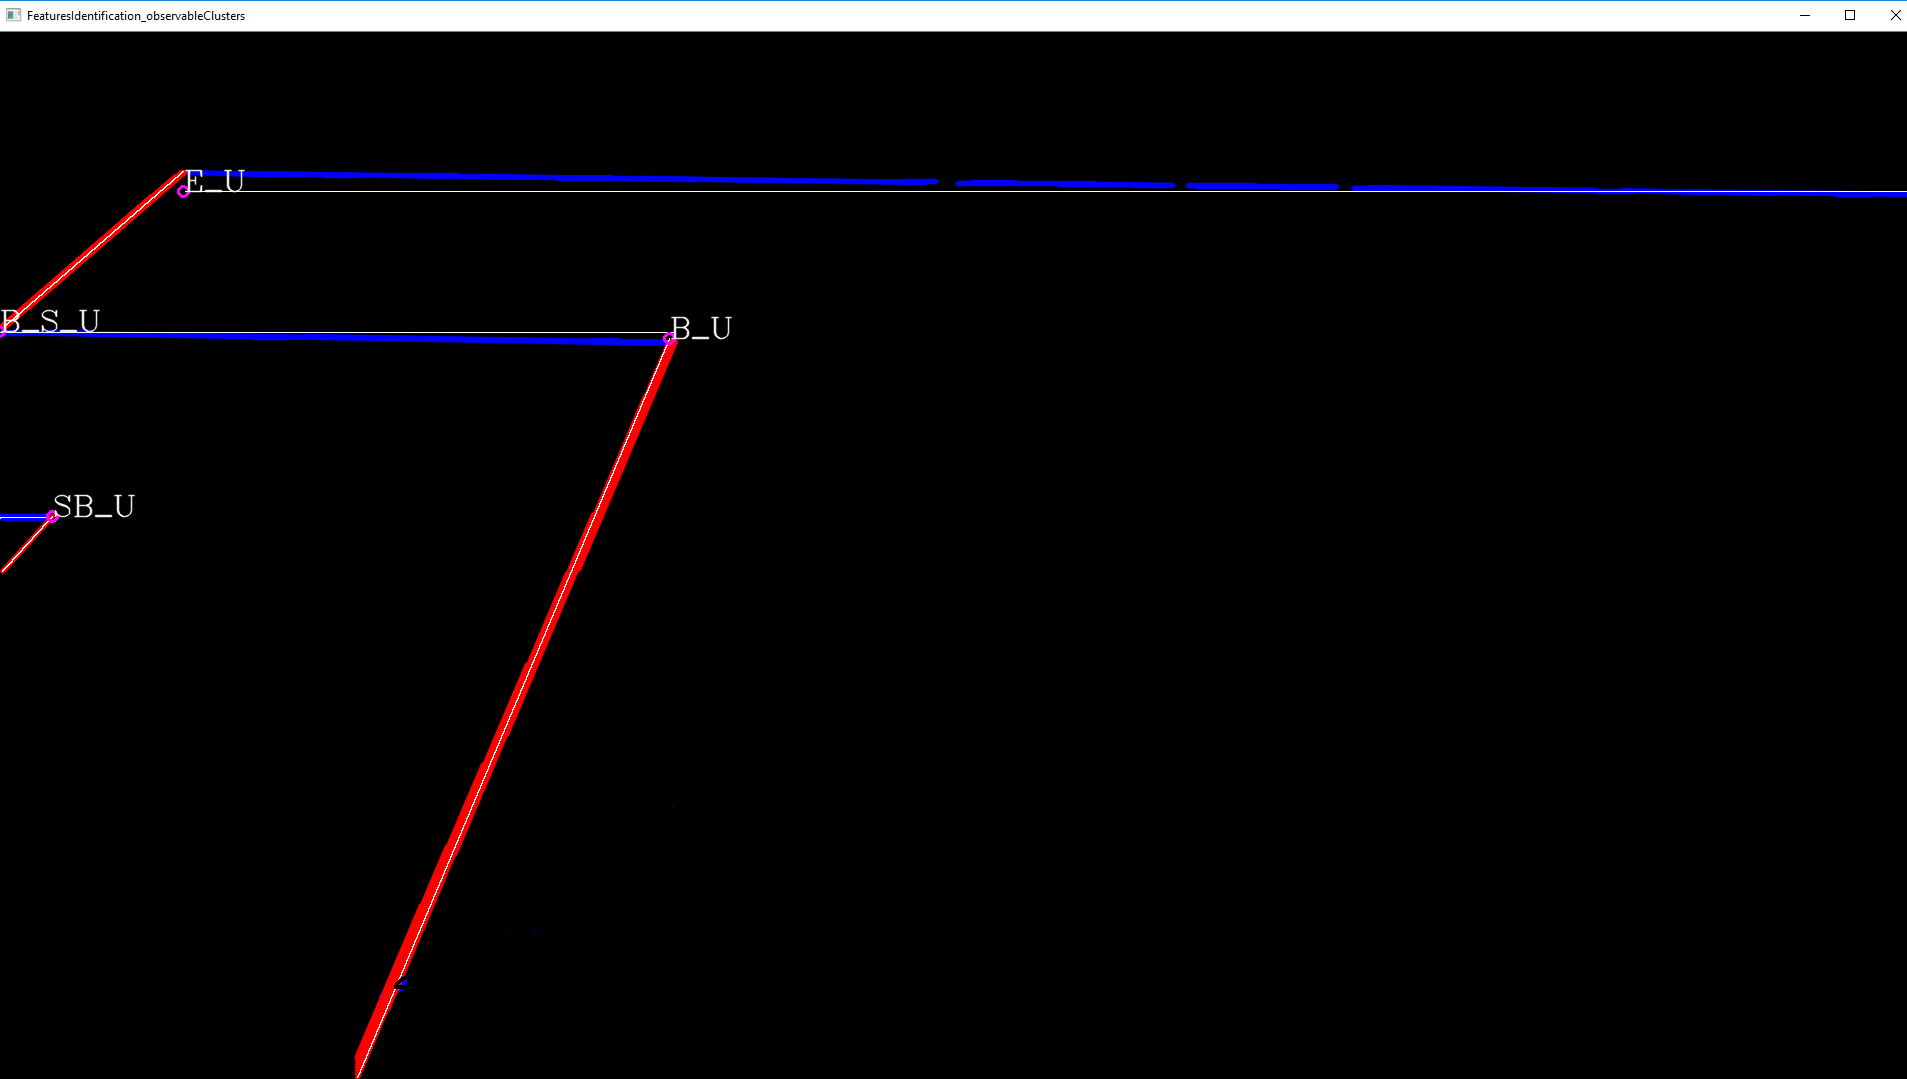 FeaturesIdentification_observableClusters
E_U
B_S_U
B_U
SB_U